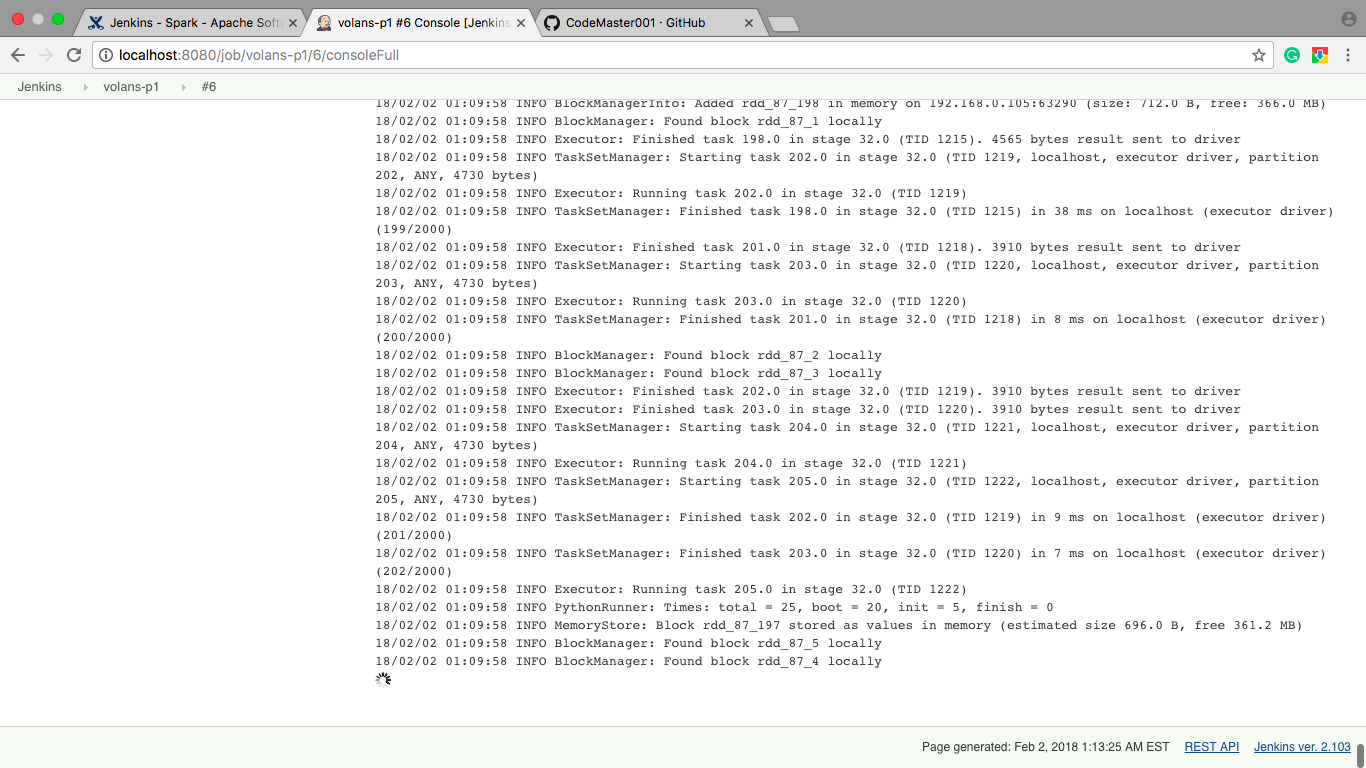 Jenkins - Spark - Apache Soft
volans-p1 #6 Console [Jenkins
CodeMaster001 · GitHub
localhost:8080/job/volans-p1/6/consoleFull
Jenkins volans-p1 #6
18/02/02 01:09:58 INFO BlockManagerInfo: Added rdd_87_198 in memory on 192.168.0.105:63290 (size: 712.0 B, free: 366.0 MB)
18/02/02 01:09:58 INFO BlockManager: Found block rdd_87_1 locally
18/02/02 01:09:58 INFO Executor: Finished task 198.0 in stage 32.0 (TID 1215). 4565 bytes result sent to driver
18/02/02 01:09:58 INFO TaskSetManager: Starting task 202.0 in stage 32.0 (TID 1219, localhost, executor driver, partition
202, ANY, 4730 bytes)
18/02/02 01:09:58 INFO Executor: Running task 202.0 in stage 32.0 (TID 1219)
18/02/02 01:09:58 INFO TaskSetManager: Finished task 198.0 in stage 32.0 (TID 1215) in 38 ms on localhost (executor driver)
(199/2000)
18/02/02 01:09:58 INFO Executor: Finished task 201.0 in stage 32.0 (TID 1218). 3910 bytes result sent to driver
18/02/02 01:09:58 INFO TaskSetManager: Starting task 203.0 in stage 32.0 (TID 1220, localhost, executor driver, partition
203, ANY, 4730 bytes)
18/02/02 01:09:58 INFO Executor: Running task 203.0 in stage 32.0 (TID 1220)
18/02/02 01:09:58 INFO TaskSetManager: Finished task 201.0 in stage 32.0 (TID 1218) in 8 ms on localhost (executor driver)
(200/2000)
18/02/02 01:09:58 INFO BlockManager: Found block rdd_87_2 locally
18/02/02 01:09:58 INFO BlockManager: Found block rdd_87_3 locally
18/02/02 01:09:58 INFO Executor: Finished task 202.0 in stage 32.0 (TID 1219). 3910 bytes result sent to driver
18/02/02 01:09:58 INFO Executor: Finished task 203.0 in stage 32.0 (TID 1220). 3910 bytes result sent to driver
18/02/02 01:09:58 INFO TaskSetManager: Starting task 204.0 in stage 32.0 (TID 1221, localhost, executor driver, partition
204, ANY, 4730 bytes)
18/02/02 01:09:58 INFO Executor: Running task 204.0 in stage 32.0 (TID 1221)
18/02/02 01:09:58 INFO TaskSetManager: Starting task 205.0 in stage 32.0 (TID 1222, localhost, executor driver, partition
205, ANY, 4730 bytes)
18/02/02 01:09:58 INFO TaskSetManager: Finished task 202.0 in stage 32.0 (TID 1219) in 9 ms on localhost (executor driver)
(201/2000)
18/02/02 01:09:58 INFO TaskSetManager: Finished task 203.0 in stage 32.0 (TID 1220) in 7 ms on localhost (executor driver)
(202/2000)
18/02/02 01:09:58 INFO Executor: Running task 205.0 in stage 32.0 (TID 1222)
18/02/02 01:09:58 INFO PythonRunner: Times: total = 25, boot = 20, init = 5, finish = 0
18/02/02 01:09:58 INFO MemoryStore: Block rdd_87_197 stored as values in memory (estimated size 696.0 B, free 361.2 MB)
18/02/02 01:09:58 INFO BlockManager: Found block rdd_87_5 locally
18/02/02 01:09:58 INFO BlockManager: Found block rdd_87_4 locally
Page generated: Feb 2, 2018 1:13:25 AM EST REST API Jenkins ver. 2.103